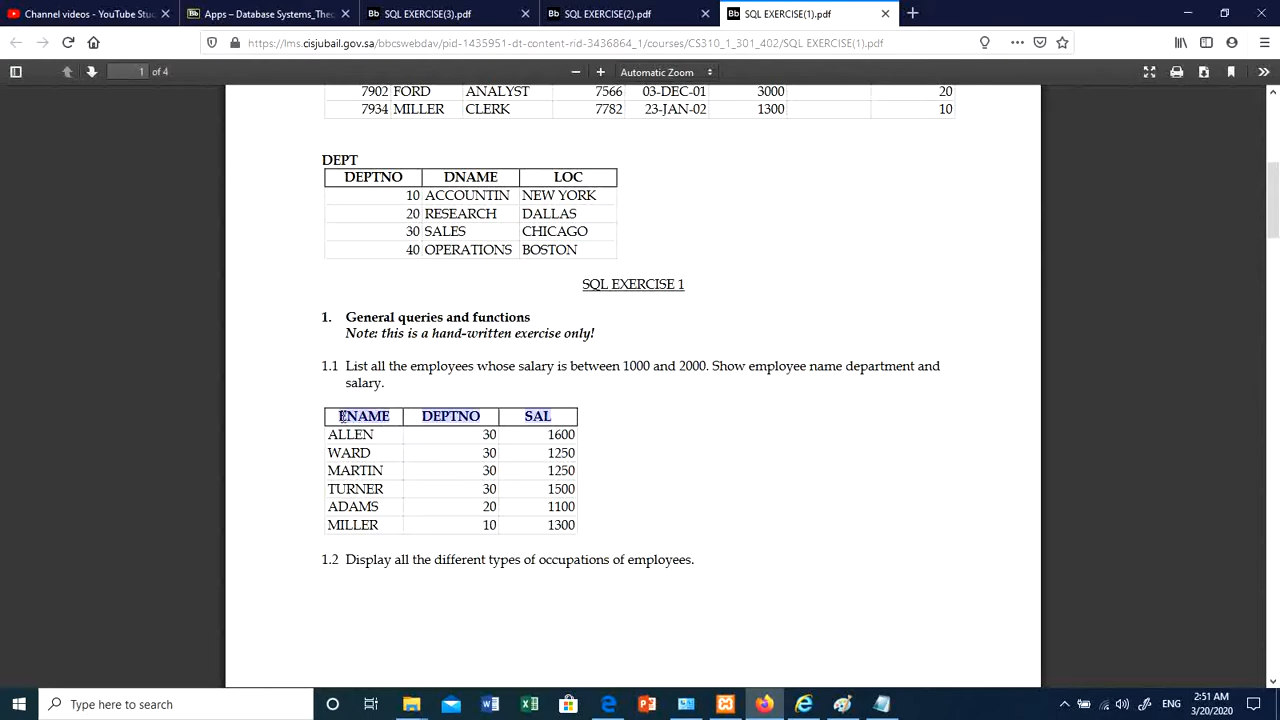 Channel videos - YouTube Stu
Apps – Database Systems_The
SQL EXERCISE(3).pdf
SQL EXERCISE(2).pdf
SQL EXERCISE(1).pdf
https://lms.cisjubail.gov.sa/bbcswebdav/pid-1435951-dt-content-rid-3436864_1/courses/CS310_1_301_402/SQL EXERCISE(1).pdf
1 of 4
Automatic Zoom
7902 FORD ANALYST 7566 03-DEC-01 3000 20
7934 MILLER CLERK 7782 23-JAN-02 1300 10
DEPT
DEPTNO DNAME LOC
10 ACCOUNTIN NEW YORK
20 RESEARCH DALLAS
30 SALES CHICAGO
40 OPERATIONS BOSTON
SQL EXERCISE 1
1. General queries and functions
Note: this is a hand-written exercise only!
1.1 List all the employees whose salary is between 1000 and 2000. Show employee name department and
salary.
ENAME DEPTNO SAL
ALLEN 30 1600
WARD 30 1250
MARTIN 30 1250
TURNER 30 1500
ADAMS 20 1100
MILLER 10 1300
1.2 Display all the different types of occupations of employees.
Type here to search
ENG
2:51 AM
3/20/2020